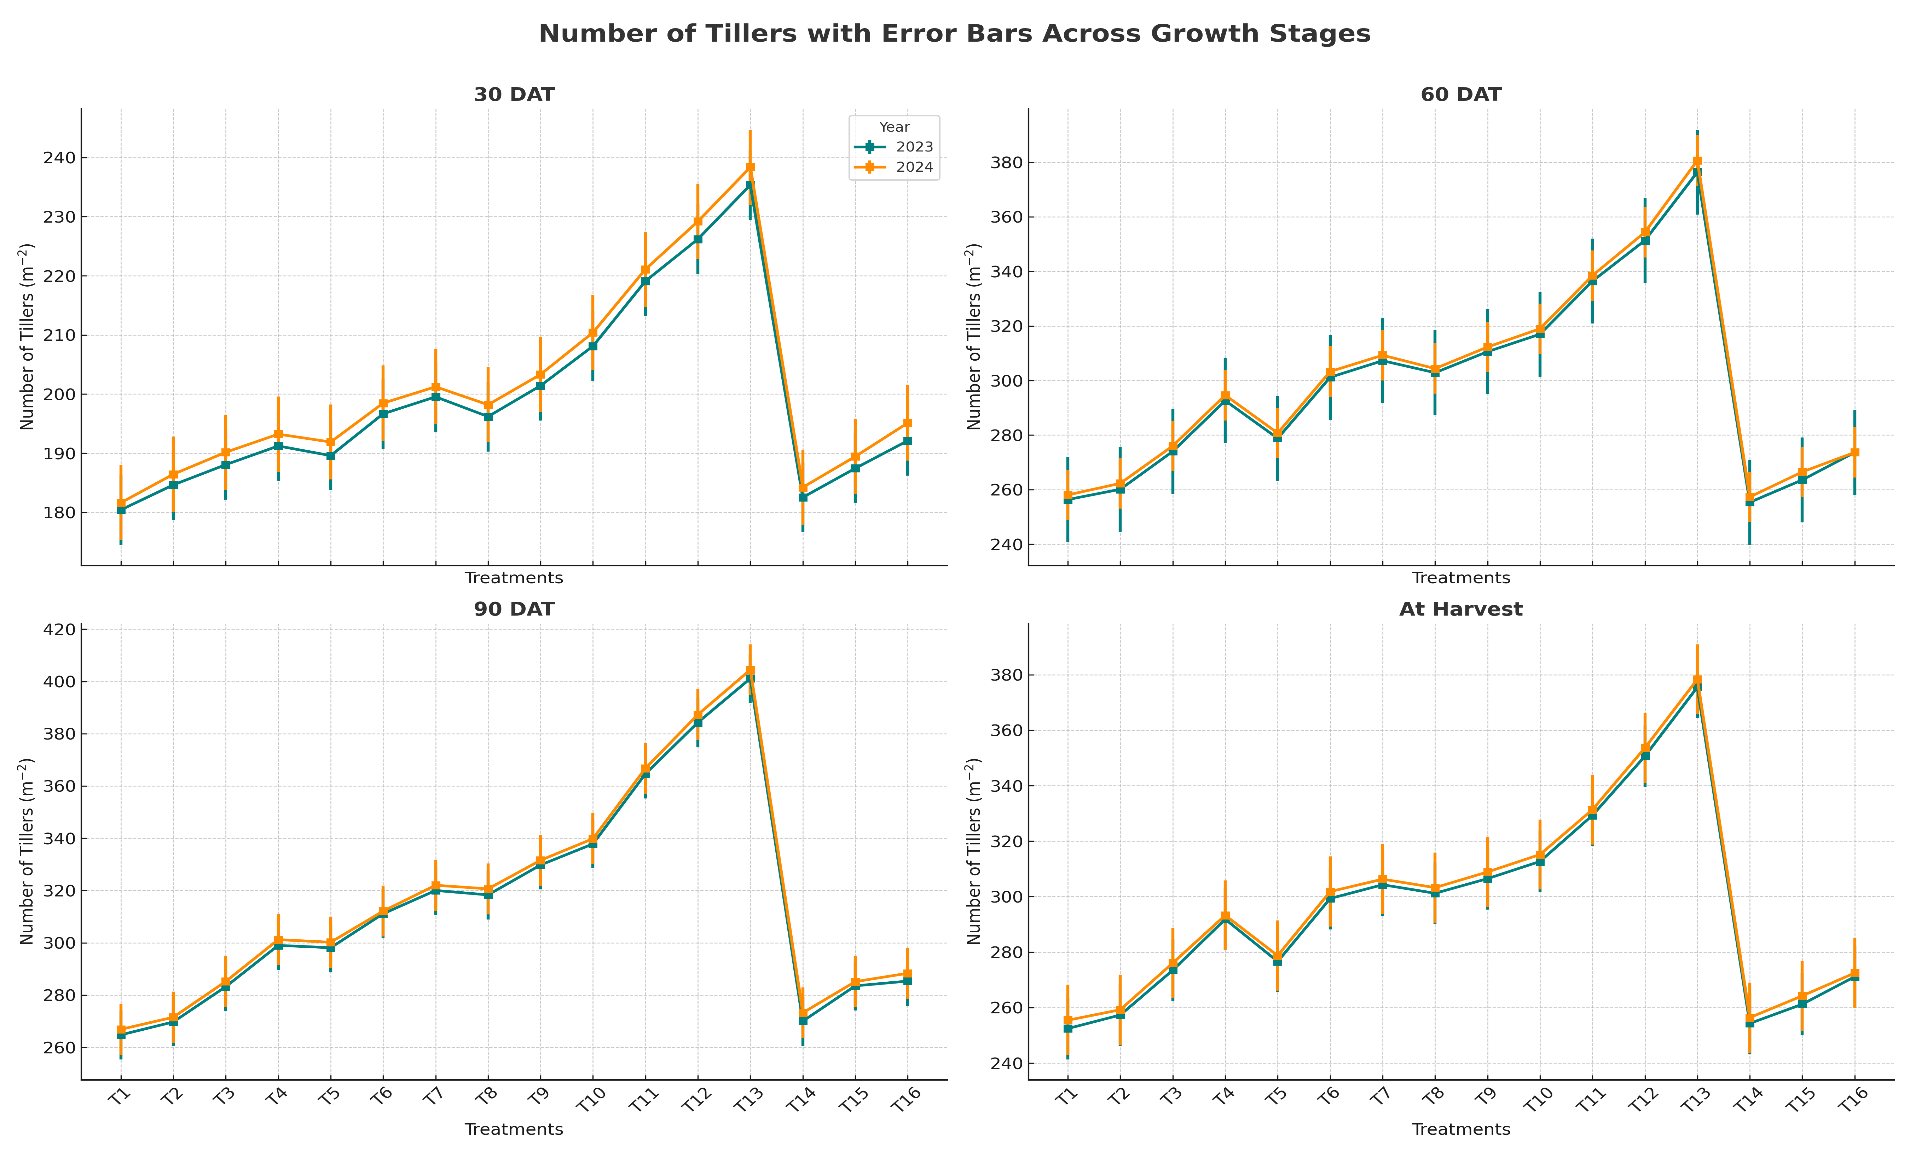 Number of Tillers with Error Bars Across Growth Stages
30 DAT
Number of Tillers (m⁻²)
240
230
220
210
200
190
180
Year
2023
2024
Treatments
60 DAT
Number of Tillers (m⁻²)
380
360
340
320
300
280
260
240
Treatments
90 DAT
Number of Tillers (m⁻²)
420
400
380
360
340
320
300
280
260
T1 T2 T3 T4 T5 T6 T7 T8 T9 T10 T11 T12 T13 T14 T15 T16
Treatments
At Harvest
Number of Tillers (m⁻²)
380
360
340
320
300
280
260
240
T1 T2 T3 T4 T5 T6 T7 T8 T9 T10 T11 T12 T13 T14 T15 T16
Treatments